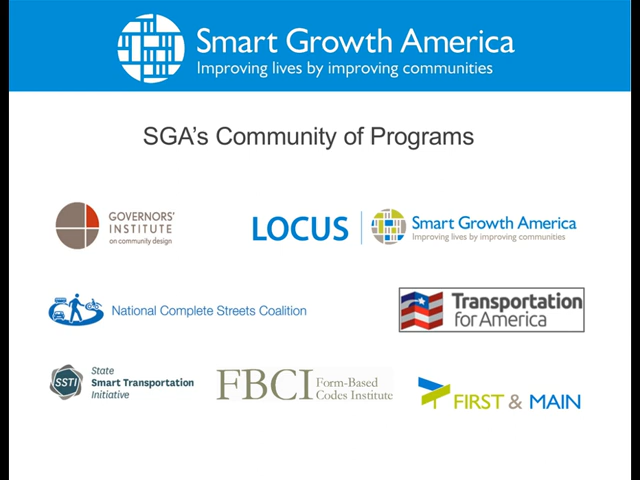 Smart Growth America
Improving lives by improving communities
SGA's Community of Programs
GOVERNORS'
INSTITUTE
on community design
LOCUS
Smart Growth America
Improving lives by improving communities
National Complete Streets Coalition
Transportation
for America
SSTI
State
Smart Transportation
Initiative
FBCI
Form-Based
Codes Institute
FIRST & MAIN